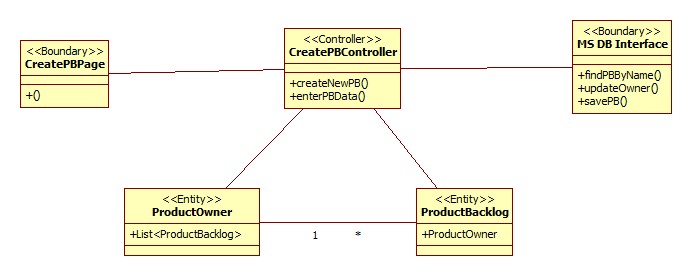 <<Boundary>>
CreatePBPage
+()
<<Controller>>
CreatePBController
+createNewPB()
+enterPBData()
<<Boundary>>
MS DB Interface
+findPBByName()
+updateOwner()
+savePB()
<<Entity>>
ProductOwner
+List<ProductBacklog>
1 *
<<Entity>>
ProductBacklog
+ProductOwner